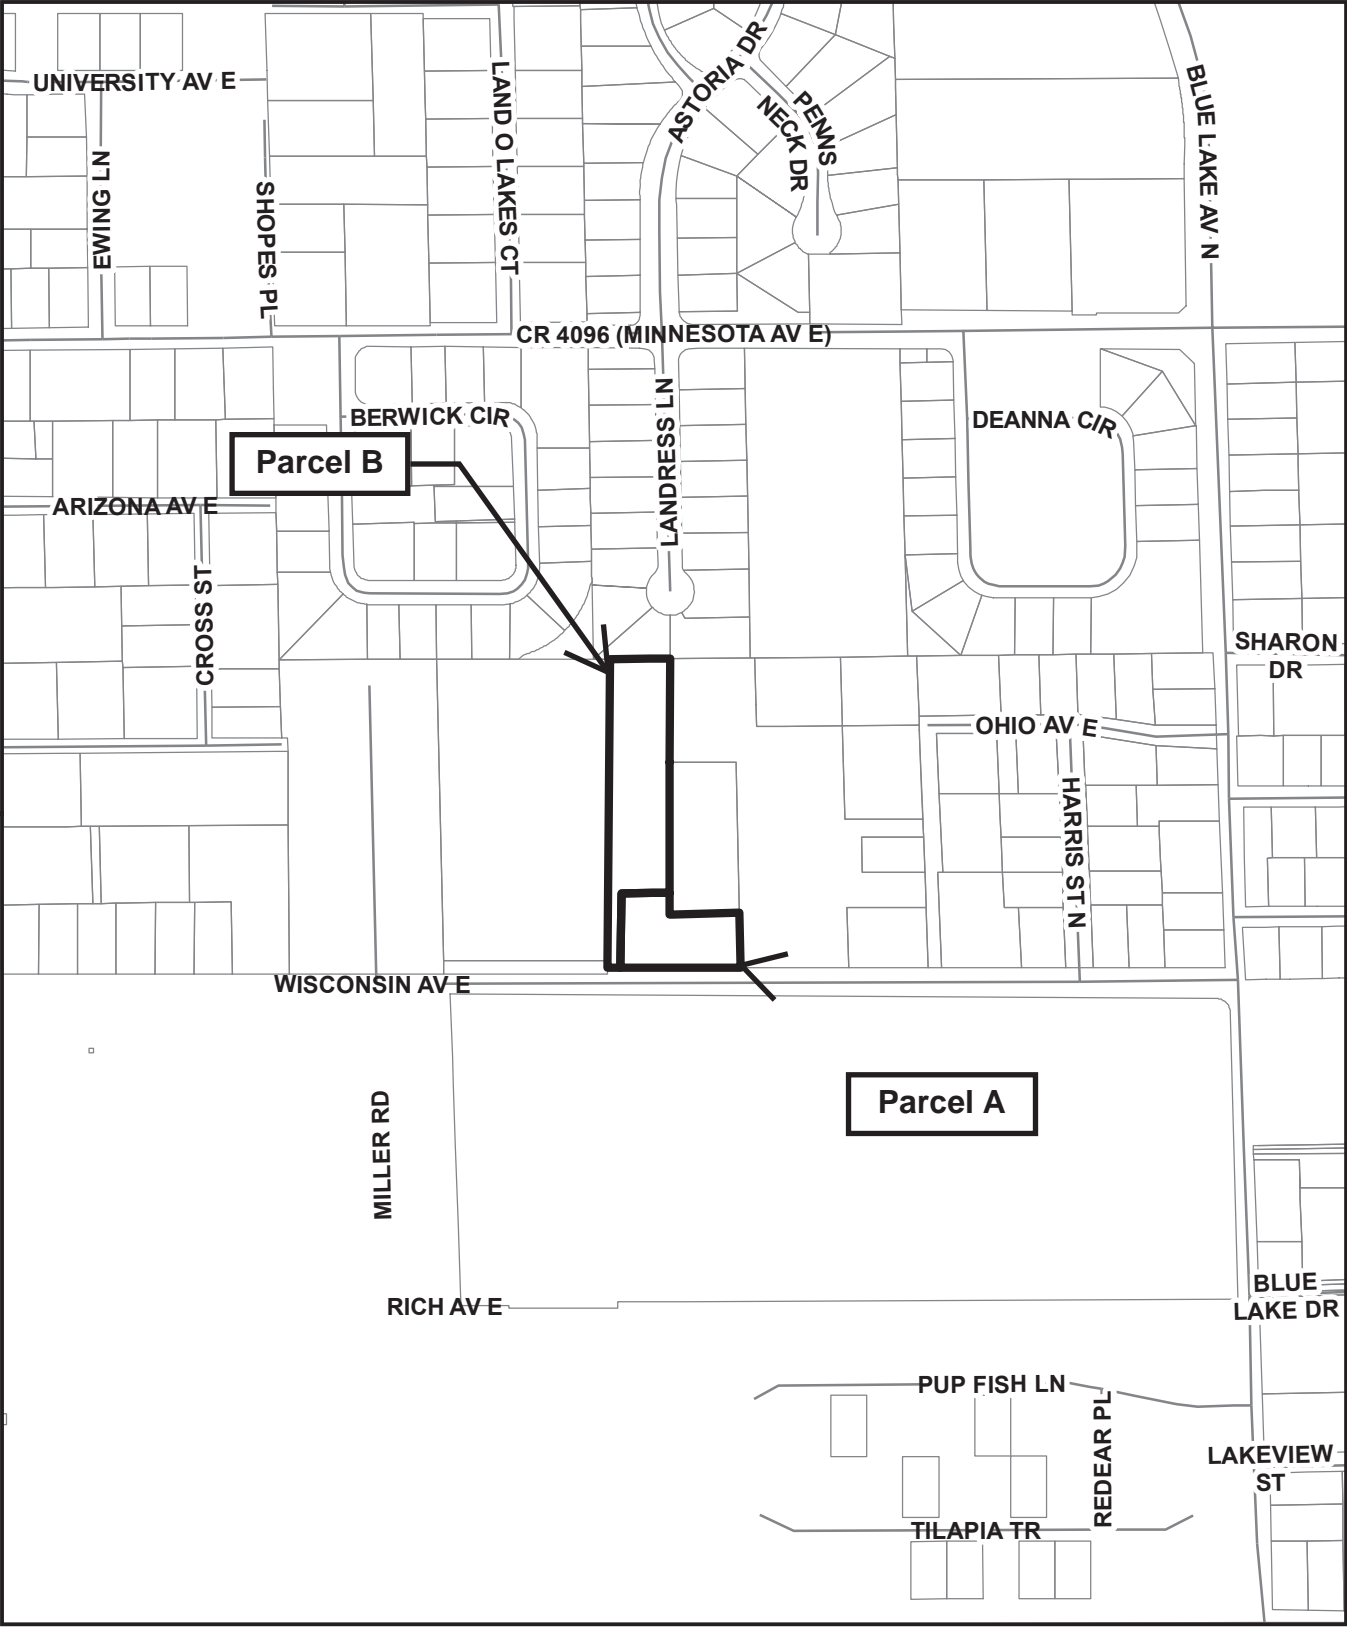 ASTORIA DR
UNIVERSITY AV E
LAND O LAKES CT
PENNS
NECK DR
BLUE LAKE AV N
EWING LN
SHOPES PL
CR 4096 (MINNESOTA AV E)
BERWICK CIR
LANDRESS LN
DEANNA CIR
Parcel B
ARIZONA AV E
CROSS ST
SHARON
DR
OHIO AV E
HARRIS ST N
WISCONSIN AV E
Parcel A
MILLER RD
RICH AV E
BLUE
LAKE DR
PUP FISH LN
REDEAR PL
LAKEVIEW
ST
TILAPIA TR